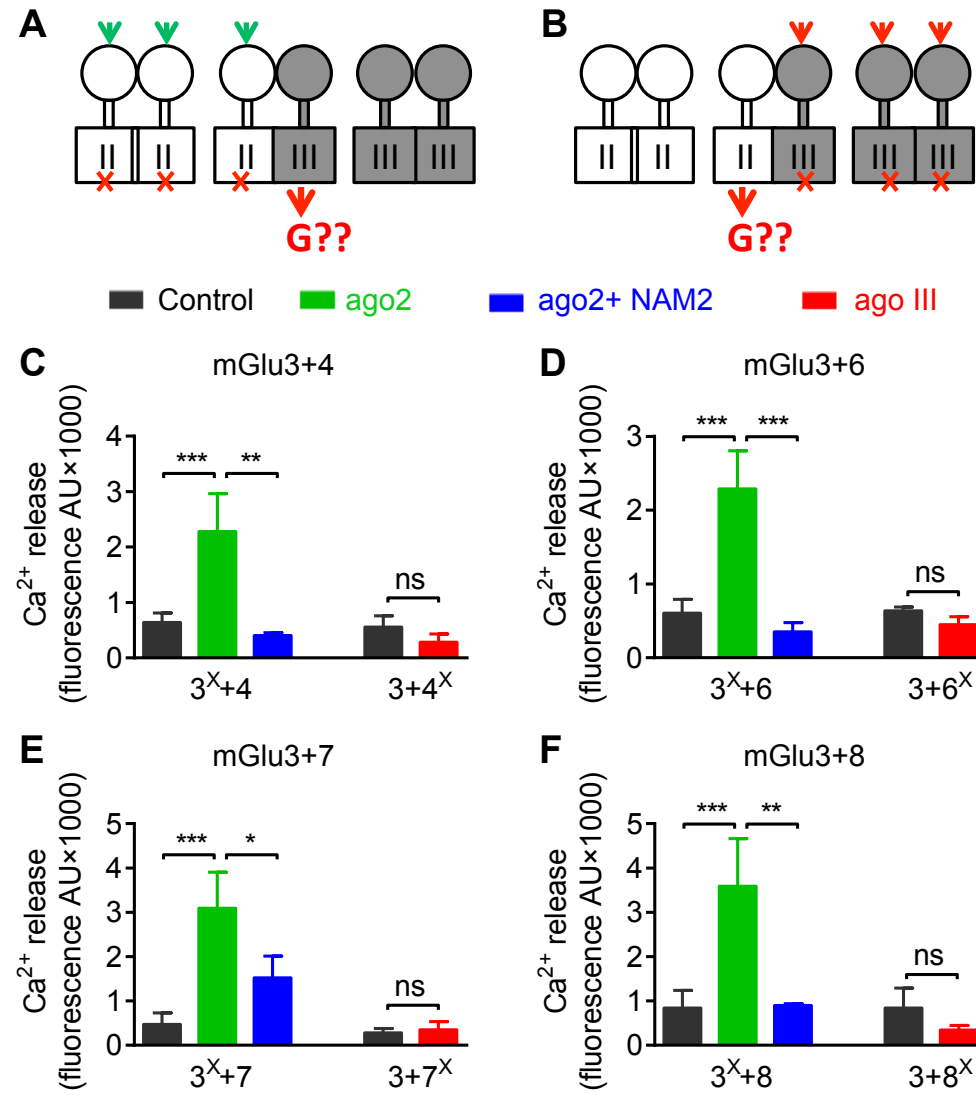 A
B
II II II III III III
II II II III III III
G??
G??
Control ago2 ago2+ NAM2 ago III
C mGlu3+4
Ca²⁺ release
(fluorescence AU×1000)
4
3
2
1
0
*** **
ns
3ˣ+4 3+4ˣ
D mGlu3+6
Ca²⁺ release
(fluorescence AU×1000)
3
2
1
0
*** ***
ns
3ˣ+6 3+6ˣ
E mGlu3+7
Ca²⁺ release
(fluorescence AU×1000)
5
4
3
2
1
0
*** *
ns
3ˣ+7 3+7ˣ
F mGlu3+8
Ca²⁺ release
(fluorescence AU×1000)
5
4
3
2
1
0
*** **
ns
3ˣ+8 3+8ˣ